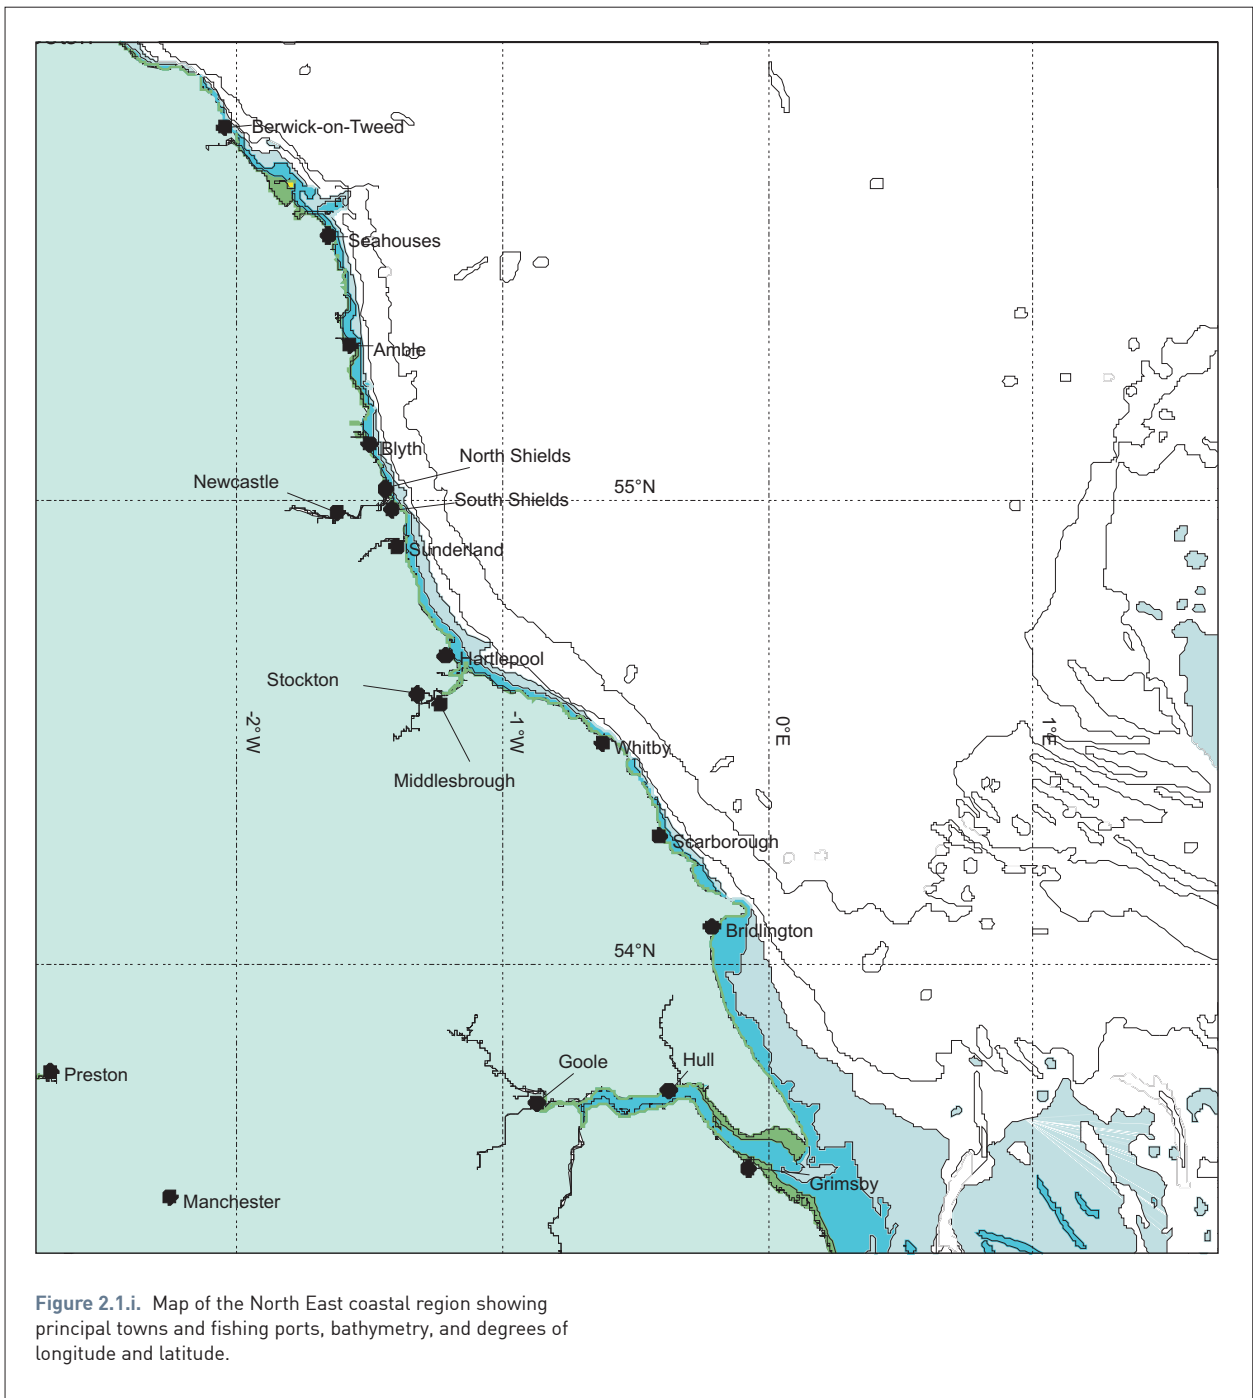 Berwick-on-Tweed
Seahouses
Amble
Blyth
North Shields
Newcastle
55°N
South Shields
Sunderland
Hartlepool
Stockton
-2°W
-1°W
0°E
1°E
Whitby
Middlesbrough
Scarborough
Bridlington
54°N
Goole
Hull
Preston
Grimsby
Manchester
Figure 2.1.i. Map of the North East coastal region showing
principal towns and fishing ports, bathymetry, and degrees of
longitude and latitude.